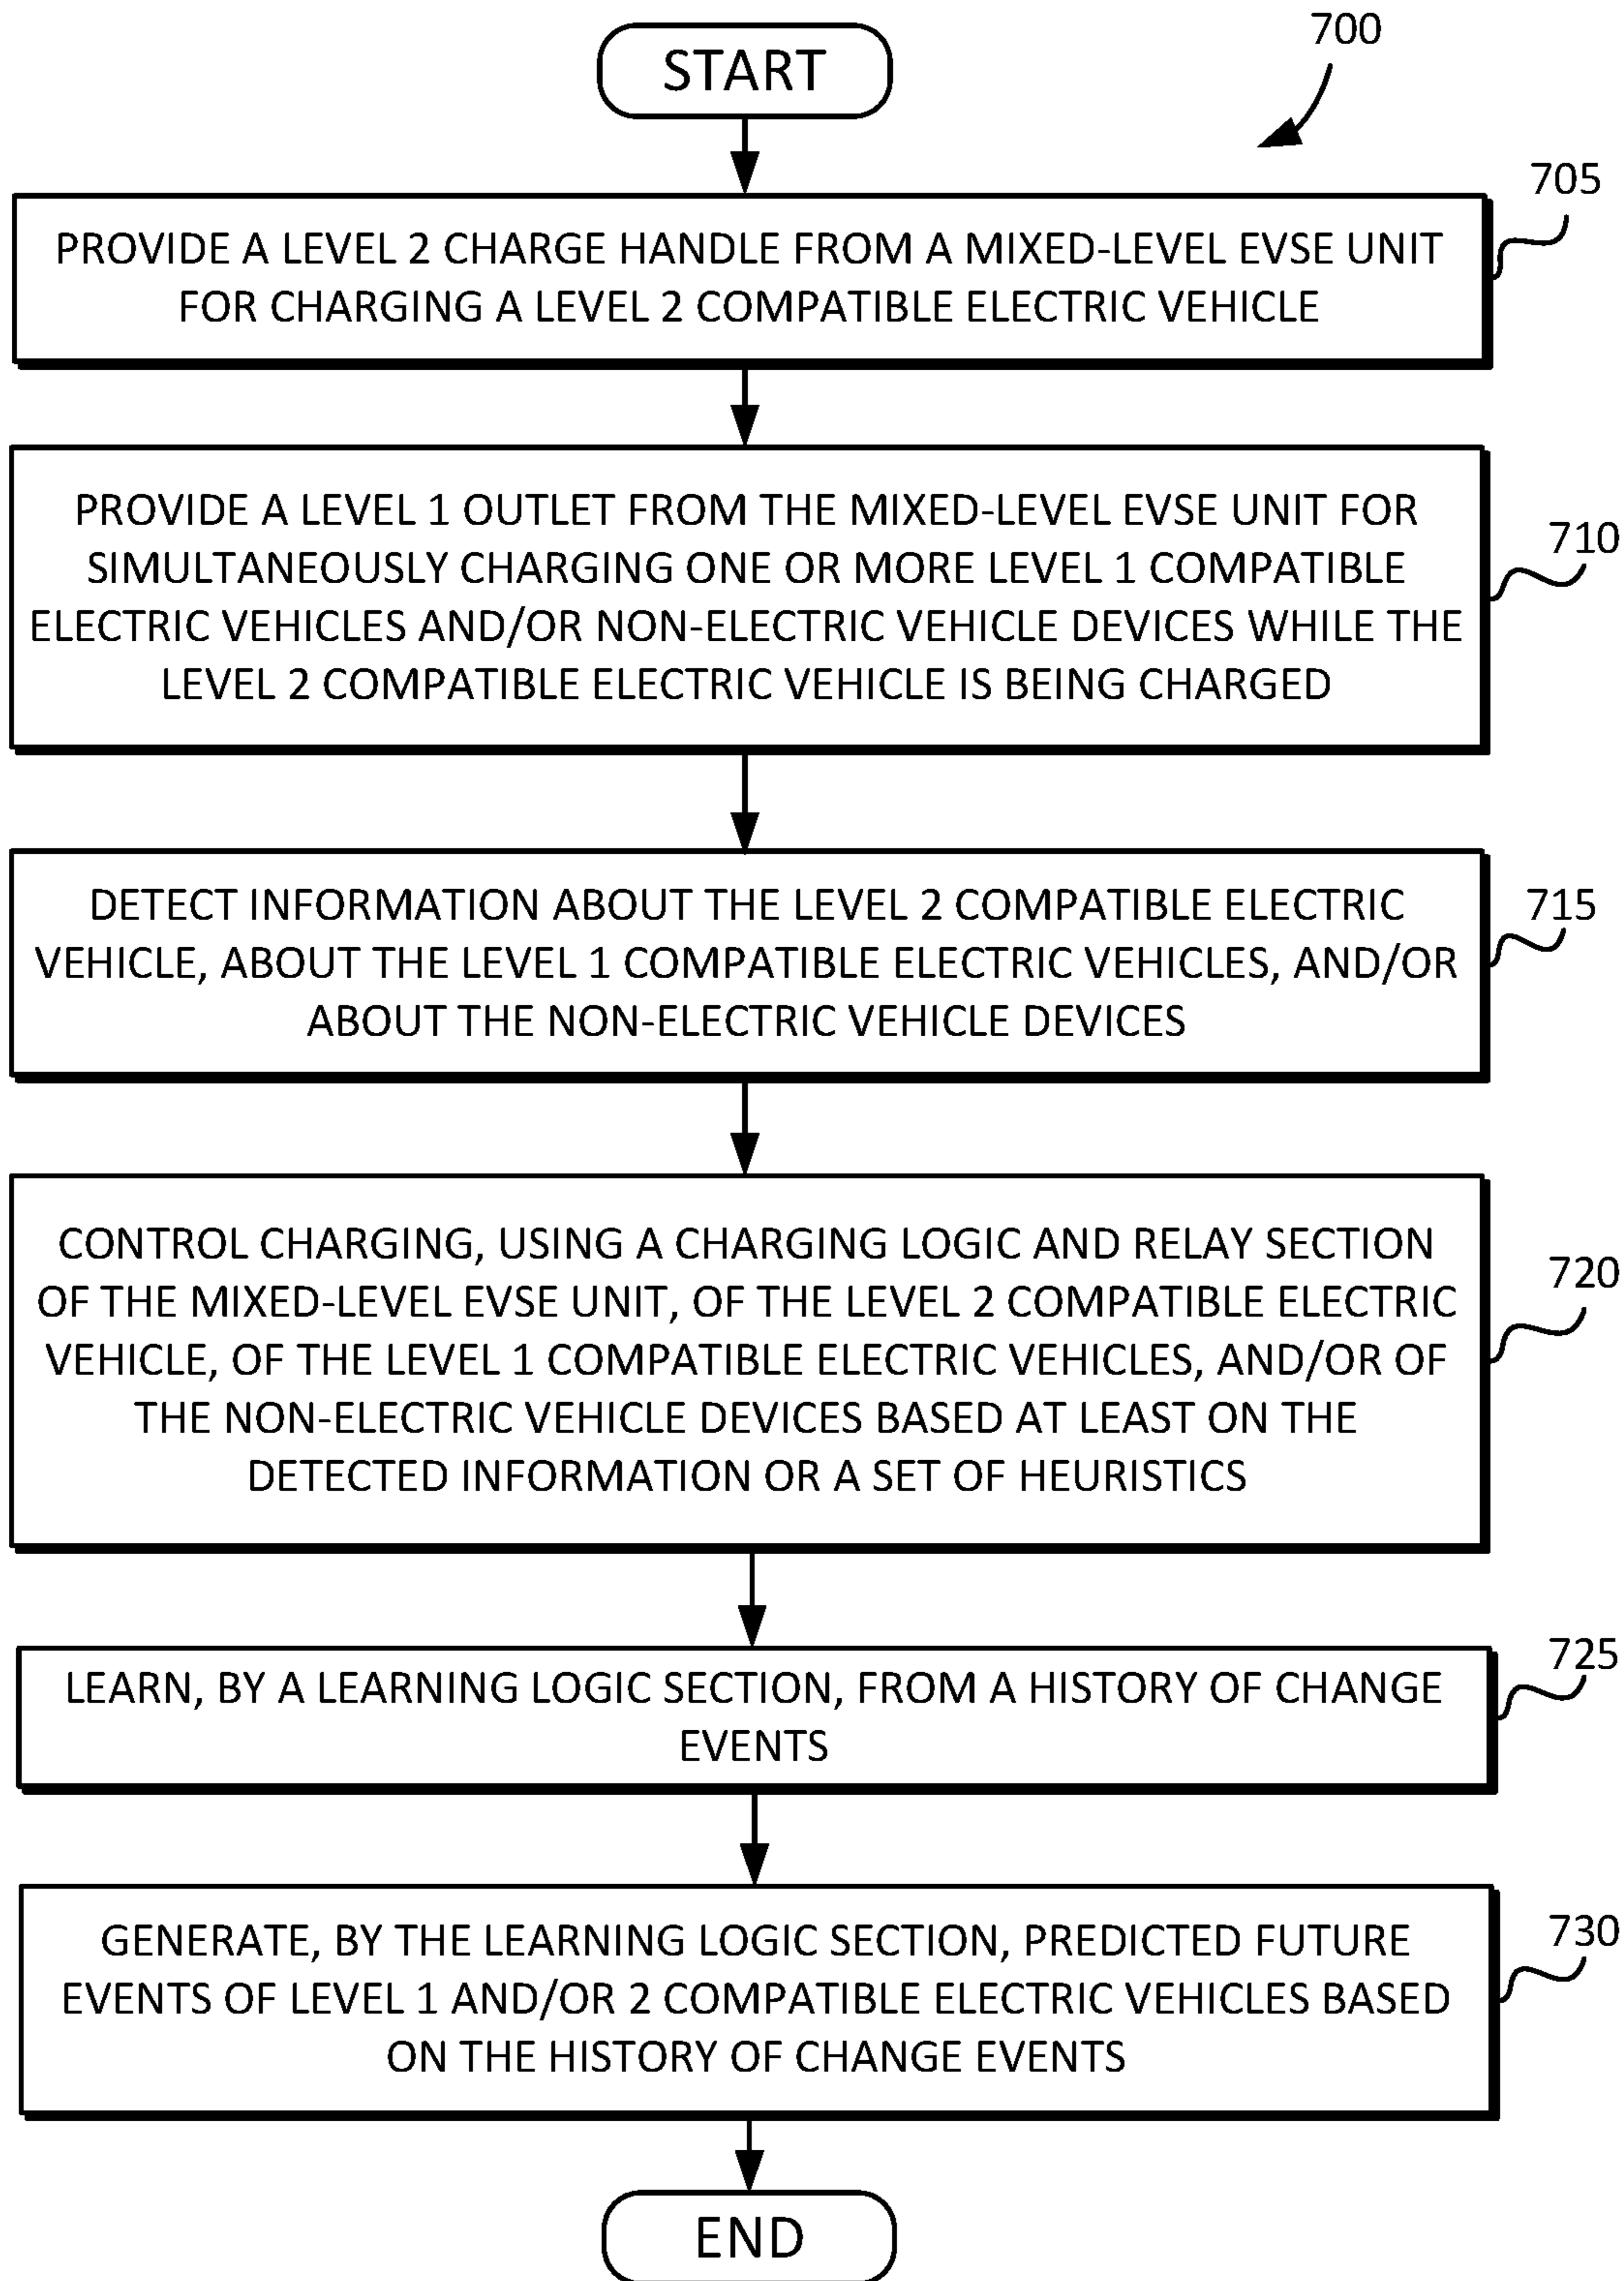 START
700
705
PROVIDE A LEVEL 2 CHARGE HANDLE FROM A MIXED-LEVEL EVSE UNIT
FOR CHARGING A LEVEL 2 COMPATIBLE ELECTRIC VEHICLE
PROVIDE A LEVEL 1 OUTLET FROM THE MIXED-LEVEL EVSE UNIT FOR
SIMULTANEOUSLY CHARGING ONE OR MORE LEVEL 1 COMPATIBLE
ELECTRIC VEHICLES AND/OR NON-ELECTRIC VEHICLE DEVICES WHILE THE
LEVEL 2 COMPATIBLE ELECTRIC VEHICLE IS BEING CHARGED
710
DETECT INFORMATION ABOUT THE LEVEL 2 COMPATIBLE ELECTRIC
VEHICLE, ABOUT THE LEVEL 1 COMPATIBLE ELECTRIC VEHICLES, AND/OR
ABOUT THE NON-ELECTRIC VEHICLE DEVICES
715
CONTROL CHARGING, USING A CHARGING LOGIC AND RELAY SECTION
OF THE MIXED-LEVEL EVSE UNIT, OF THE LEVEL 2 COMPATIBLE ELECTRIC
VEHICLE, OF THE LEVEL 1 COMPATIBLE ELECTRIC VEHICLES, AND/OR OF
THE NON-ELECTRIC VEHICLE DEVICES BASED AT LEAST ON THE
DETECTED INFORMATION OR A SET OF HEURISTICS
720
LEARN, BY A LEARNING LOGIC SECTION, FROM A HISTORY OF CHANGE
EVENTS
725
GENERATE, BY THE LEARNING LOGIC SECTION, PREDICTED FUTURE
EVENTS OF LEVEL 1 AND/OR 2 COMPATIBLE ELECTRIC VEHICLES BASED
ON THE HISTORY OF CHANGE EVENTS
730
END